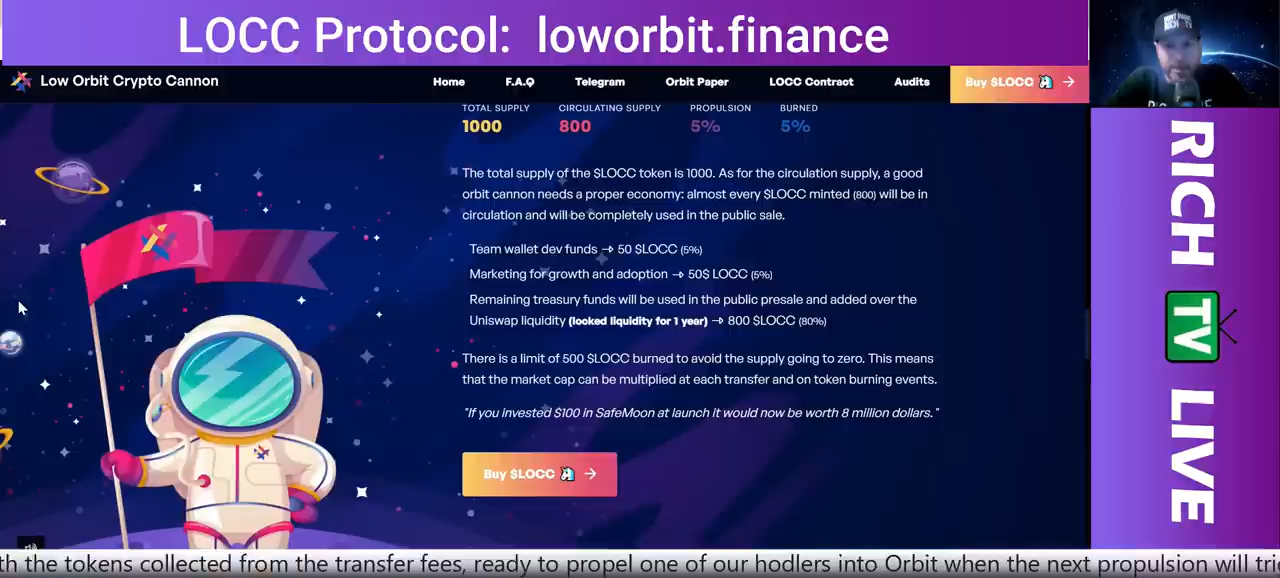 LOCC Protocol: loworbit.finance
Low Orbit Crypto Cannon
Home F.A.Q Telegram Orbit Paper LOCC Contract Audits Buy $LOCC
TOTAL SUPPLY CIRCULATING SUPPLY PROPULSION BURNED
1000 800 5% 5%
The total supply of the $LOCC token is 1000. As for the circulation supply, a good
orbit cannon needs a proper economy: almost every $LOCC minted (800) will be in
circulation and will be completely used in the public sale.
Team wallet dev funds → 50 $LOCC (5%)
Marketing for growth and adoption → 50$ LOCC (5%)
Remaining treasury funds will be used in the public presale and added over the
Uniswap liquidity (locked liquidity for 1 year) → 800 $LOCC (80%)
There is a limit of 500 $LOCC burned to avoid the supply going to zero. This means
that the market cap can be multiplied at each transfer and on token burning events.
"If you invested $100 in SafeMoon at launch it would now be worth 8 million dollars."
Buy $LOCC →
RICH TV LIVE
the tokens collected from the transfer fees, ready to propel one of our hodlers into Orbit when the next propulsion will